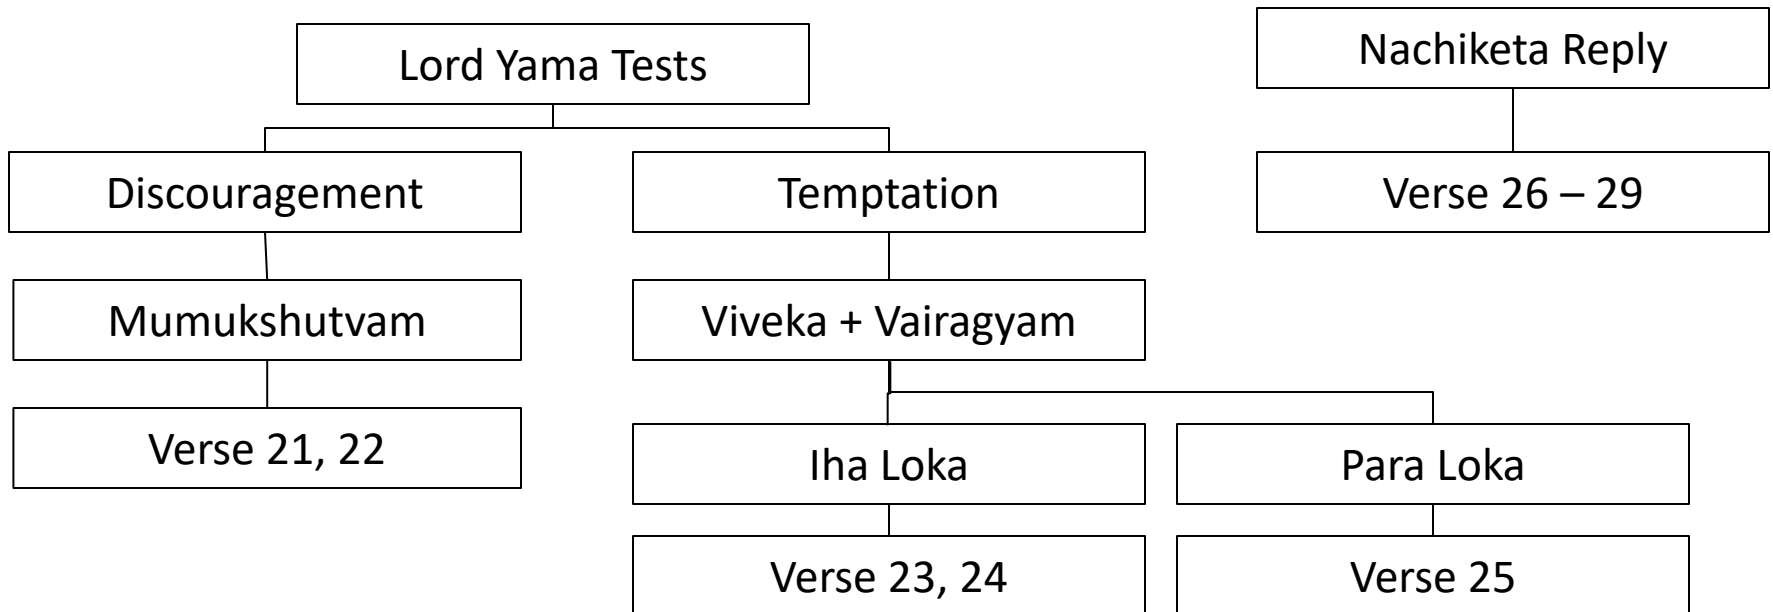 Lord Yama Tests
Nachiketa Reply
Discouragement
Temptation
Verse 26 – 29
Mumukshutvam
Viveka + Vairagyam
Verse 21, 22
Iha Loka
Para Loka
Verse 23, 24
Verse 25